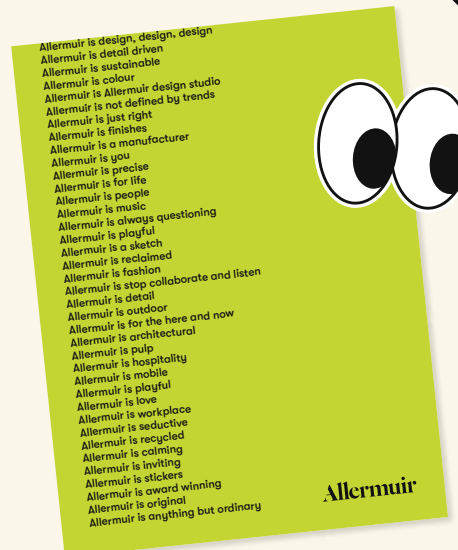 Allermuir is design, design, design
Allermuir is detail driven
Allermuir is sustainable
Allermuir is colour
Allermuir is Allermuir design studio
Allermuir is not defined by trends
Allermuir is just right
Allermuir is finishes
Allermuir is a manufacturer
Allermuir is you
Allermuir is precise
Allermuir is for life
Allermuir is people
Allermuir is music
Allermuir is always questioning
Allermuir is playful
Allermuir is a sketch
Allermuir is reclaimed
Allermuir is fashion
Allermuir is stop collaborate and listen
Allermuir is detail
Allermuir is outdoor
Allermuir is for the here and now
Allermuir is architectural
Allermuir is pulp
Allermuir is hospitality
Allermuir is mobile
Allermuir is playful
Allermuir is love
Allermuir is workplace
Allermuir is seductive
Allermuir is recycled
Allermuir is calming
Allermuir is inviting
Allermuir is stickers
Allermuir is award winning
Allermuir is original
Allermuir is anything but ordinary
Allermuir